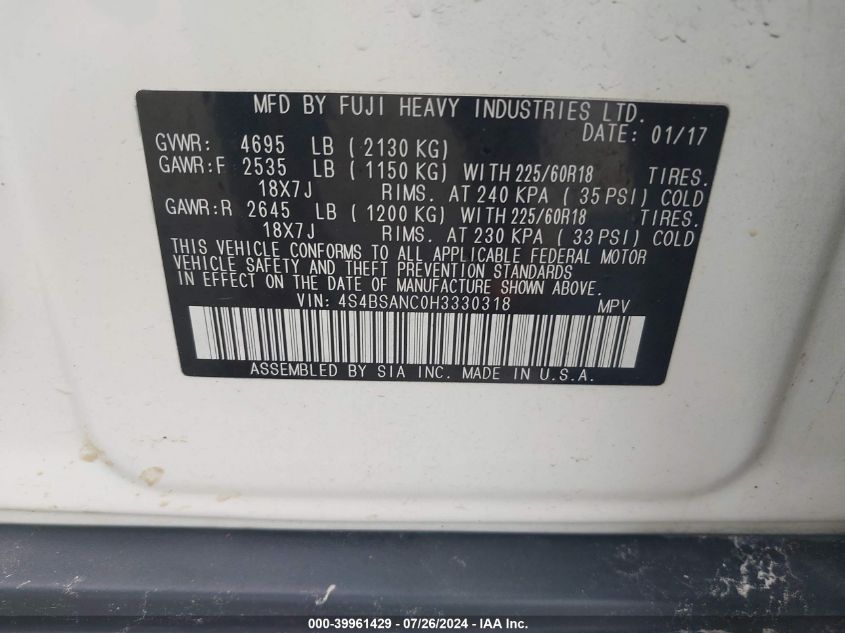 MFD BY FUJI HEAVY INDUSTRIES LTD.
DATE: 01/17
GVWR: 4695 LB ( 2130 KG)
GAWR:F 2535 LB ( 1150 KG) WITH 225/60R18 TIRES.
18X7J RIMS. AT 240 KPA ( 35 PSI) COLD
GAWR:R 2645 LB ( 1200 KG) WITH 225/60R18 TIRES.
18X7J RIMS. AT 230 KPA ( 33 PSI) COLD
THIS VEHICLE CONFORMS TO ALL APPLICABLE FEDERAL MOTOR
VEHICLE SAFETY AND THEFT PREVENTION STANDARDS
IN EFFECT ON THE DATE OF MANUFACTURE SHOWN ABOVE.
VIN: 4S4BSANC0H3330318 MPV
ASSEMBLED BY SIA INC. MADE IN U.S.A.
000-39961429 - 07/26/2024 - IAA Inc.